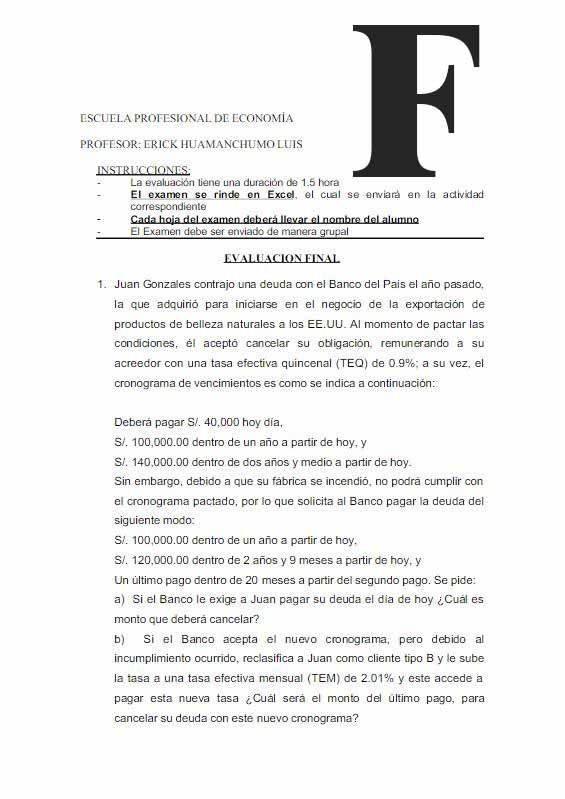 F
ESCUELA PROFESIONAL DE ECONOMÍA
PROFESOR: ERICK HUAMANCHUMO LUIS
INSTRUCCIONES:
- La evaluación tiene una duración de 1.5 hora
- El examen se rinde en Excel, el cual se enviará en la actividad
correspondiente
- Cada hoja del examen deberá llevar el nombre del alumno
- El Examen debe ser enviado de manera grupal
EVALUACION FINAL
1. Juan Gonzales contrajo una deuda con el Banco del País el año pasado,
la que adquirió para iniciarse en el negocio de la exportación de
productos de belleza naturales a los EE.UU. Al momento de pactar las
condiciones, él aceptó cancelar su obligación, remunerando a su
acreedor con una tasa efectiva quincenal (TEQ) de 0.9%; a su vez, el
cronograma de vencimientos es como se indica a continuación:
Deberá pagar S/. 40,000 hoy día,
S/. 100,000.00 dentro de un año a partir de hoy, y
S/. 140,000.00 dentro de dos años y medio a partir de hoy.
Sin embargo, debido a que su fábrica se incendió, no podrá cumplir con
el cronograma pactado, por lo que solicita al Banco pagar la deuda del
siguiente modo:
S/. 100,000.00 dentro de un año a partir de hoy,
S/. 120,000.00 dentro de 2 años y 9 meses a partir de hoy, y
Un último pago dentro de 20 meses a partir del segundo pago. Se pide:
a) Si el Banco le exige a Juan pagar su deuda el día de hoy ¿Cuál es
monto que deberá cancelar?
b) Si el Banco acepta el nuevo cronograma, pero debido al
incumplimiento ocurrido, reclasifica a Juan como cliente tipo B y le sube
la tasa a una tasa efectiva mensual (TEM) de 2.01% y este accede a
pagar esta nueva tasa ¿Cuál será el monto del último pago, para
cancelar su deuda con este nuevo cronograma?